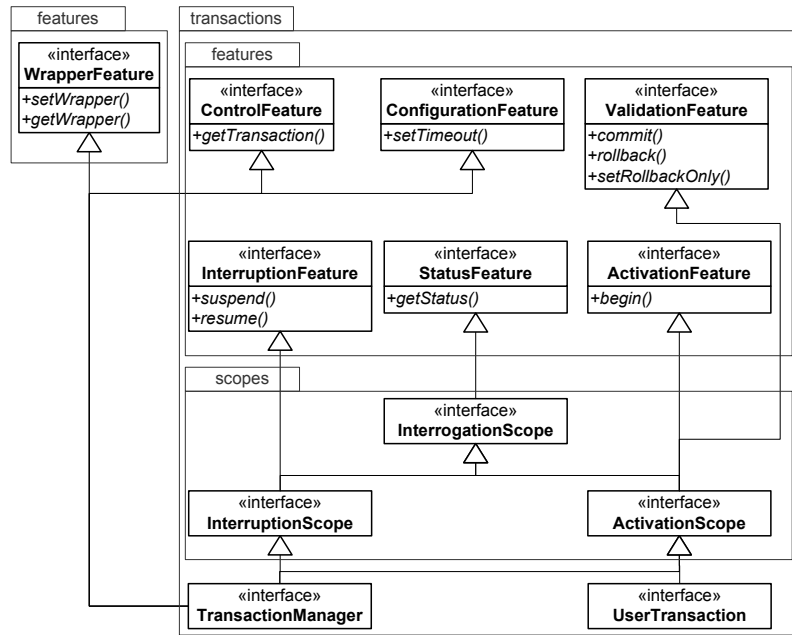 features
«interface»
WrapperFeature
+setWrapper()
+getWrapper()
transactions
features
«interface»
ControlFeature
+getTransaction()
«interface»
ConfigurationFeature
+setTimeout()
«interface»
ValidationFeature
+commit()
+rollback()
+setRollbackOnly()
«interface»
InterruptionFeature
+suspend()
+resume()
«interface»
StatusFeature
+getStatus()
«interface»
ActivationFeature
+begin()
scopes
«interface»
InterrogationScope
«interface»
InterruptionScope
«interface»
ActivationScope
«interface»
TransactionManager
«interface»
UserTransaction